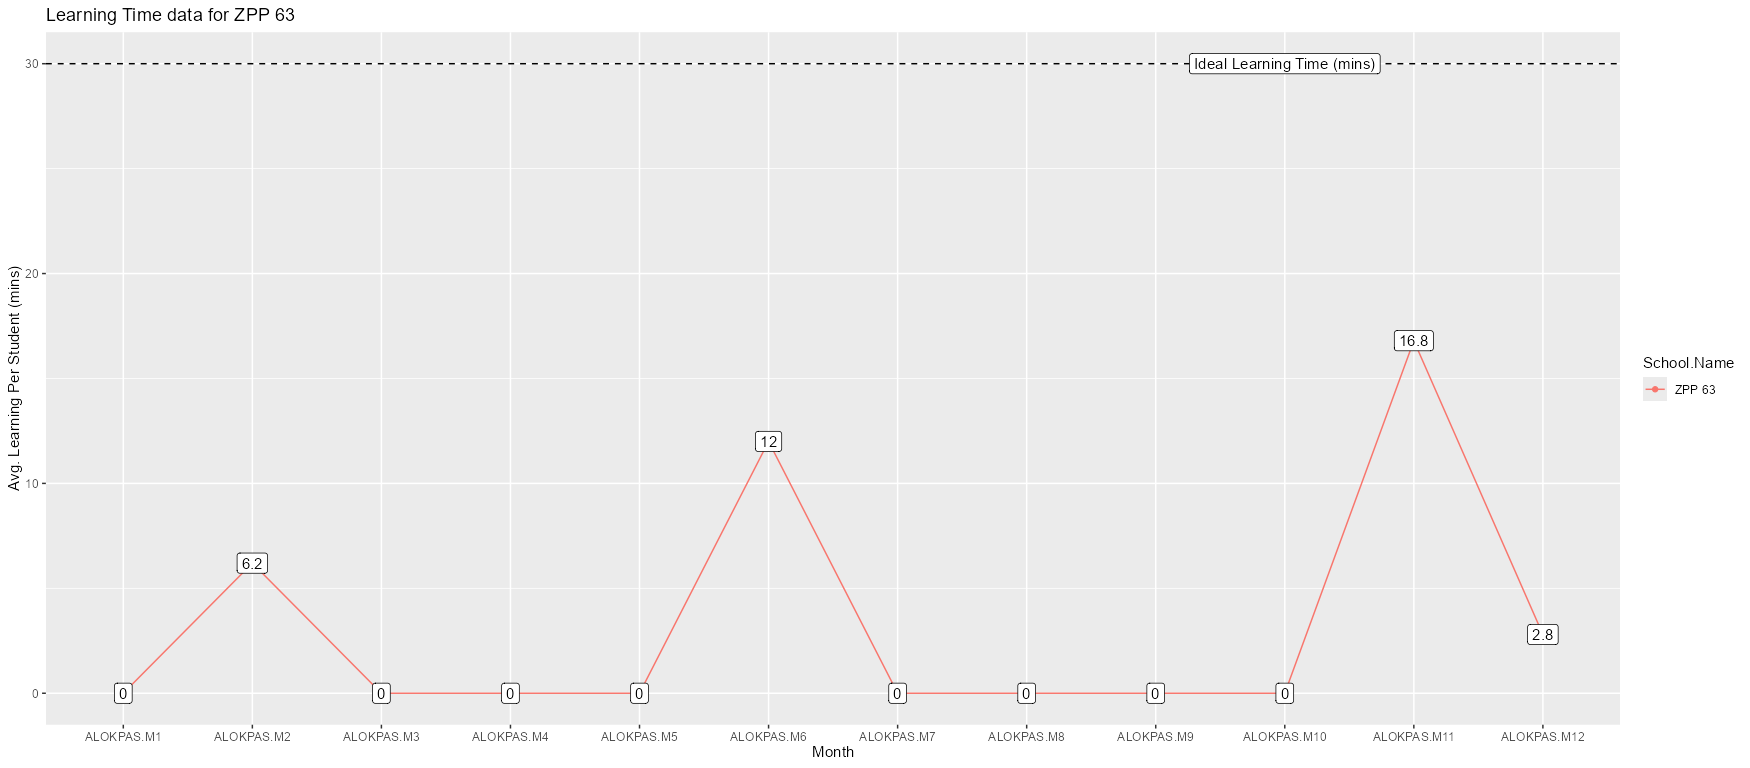 Learning Time data for ZPP 63
30
Ideal Learning Time (mins)
20
10
0
Avg. Learning Per Student (mins)
0
6.2
0
0
0
12
0
0
0
0
16.8
2.8
ALOKPAS.M1
ALOKPAS.M2
ALOKPAS.M3
ALOKPAS.M4
ALOKPAS.M5
ALOKPAS.M6
ALOKPAS.M7
ALOKPAS.M8
ALOKPAS.M9
ALOKPAS.M10
ALOKPAS.M11
ALOKPAS.M12
Month
School.Name
ZPP 63